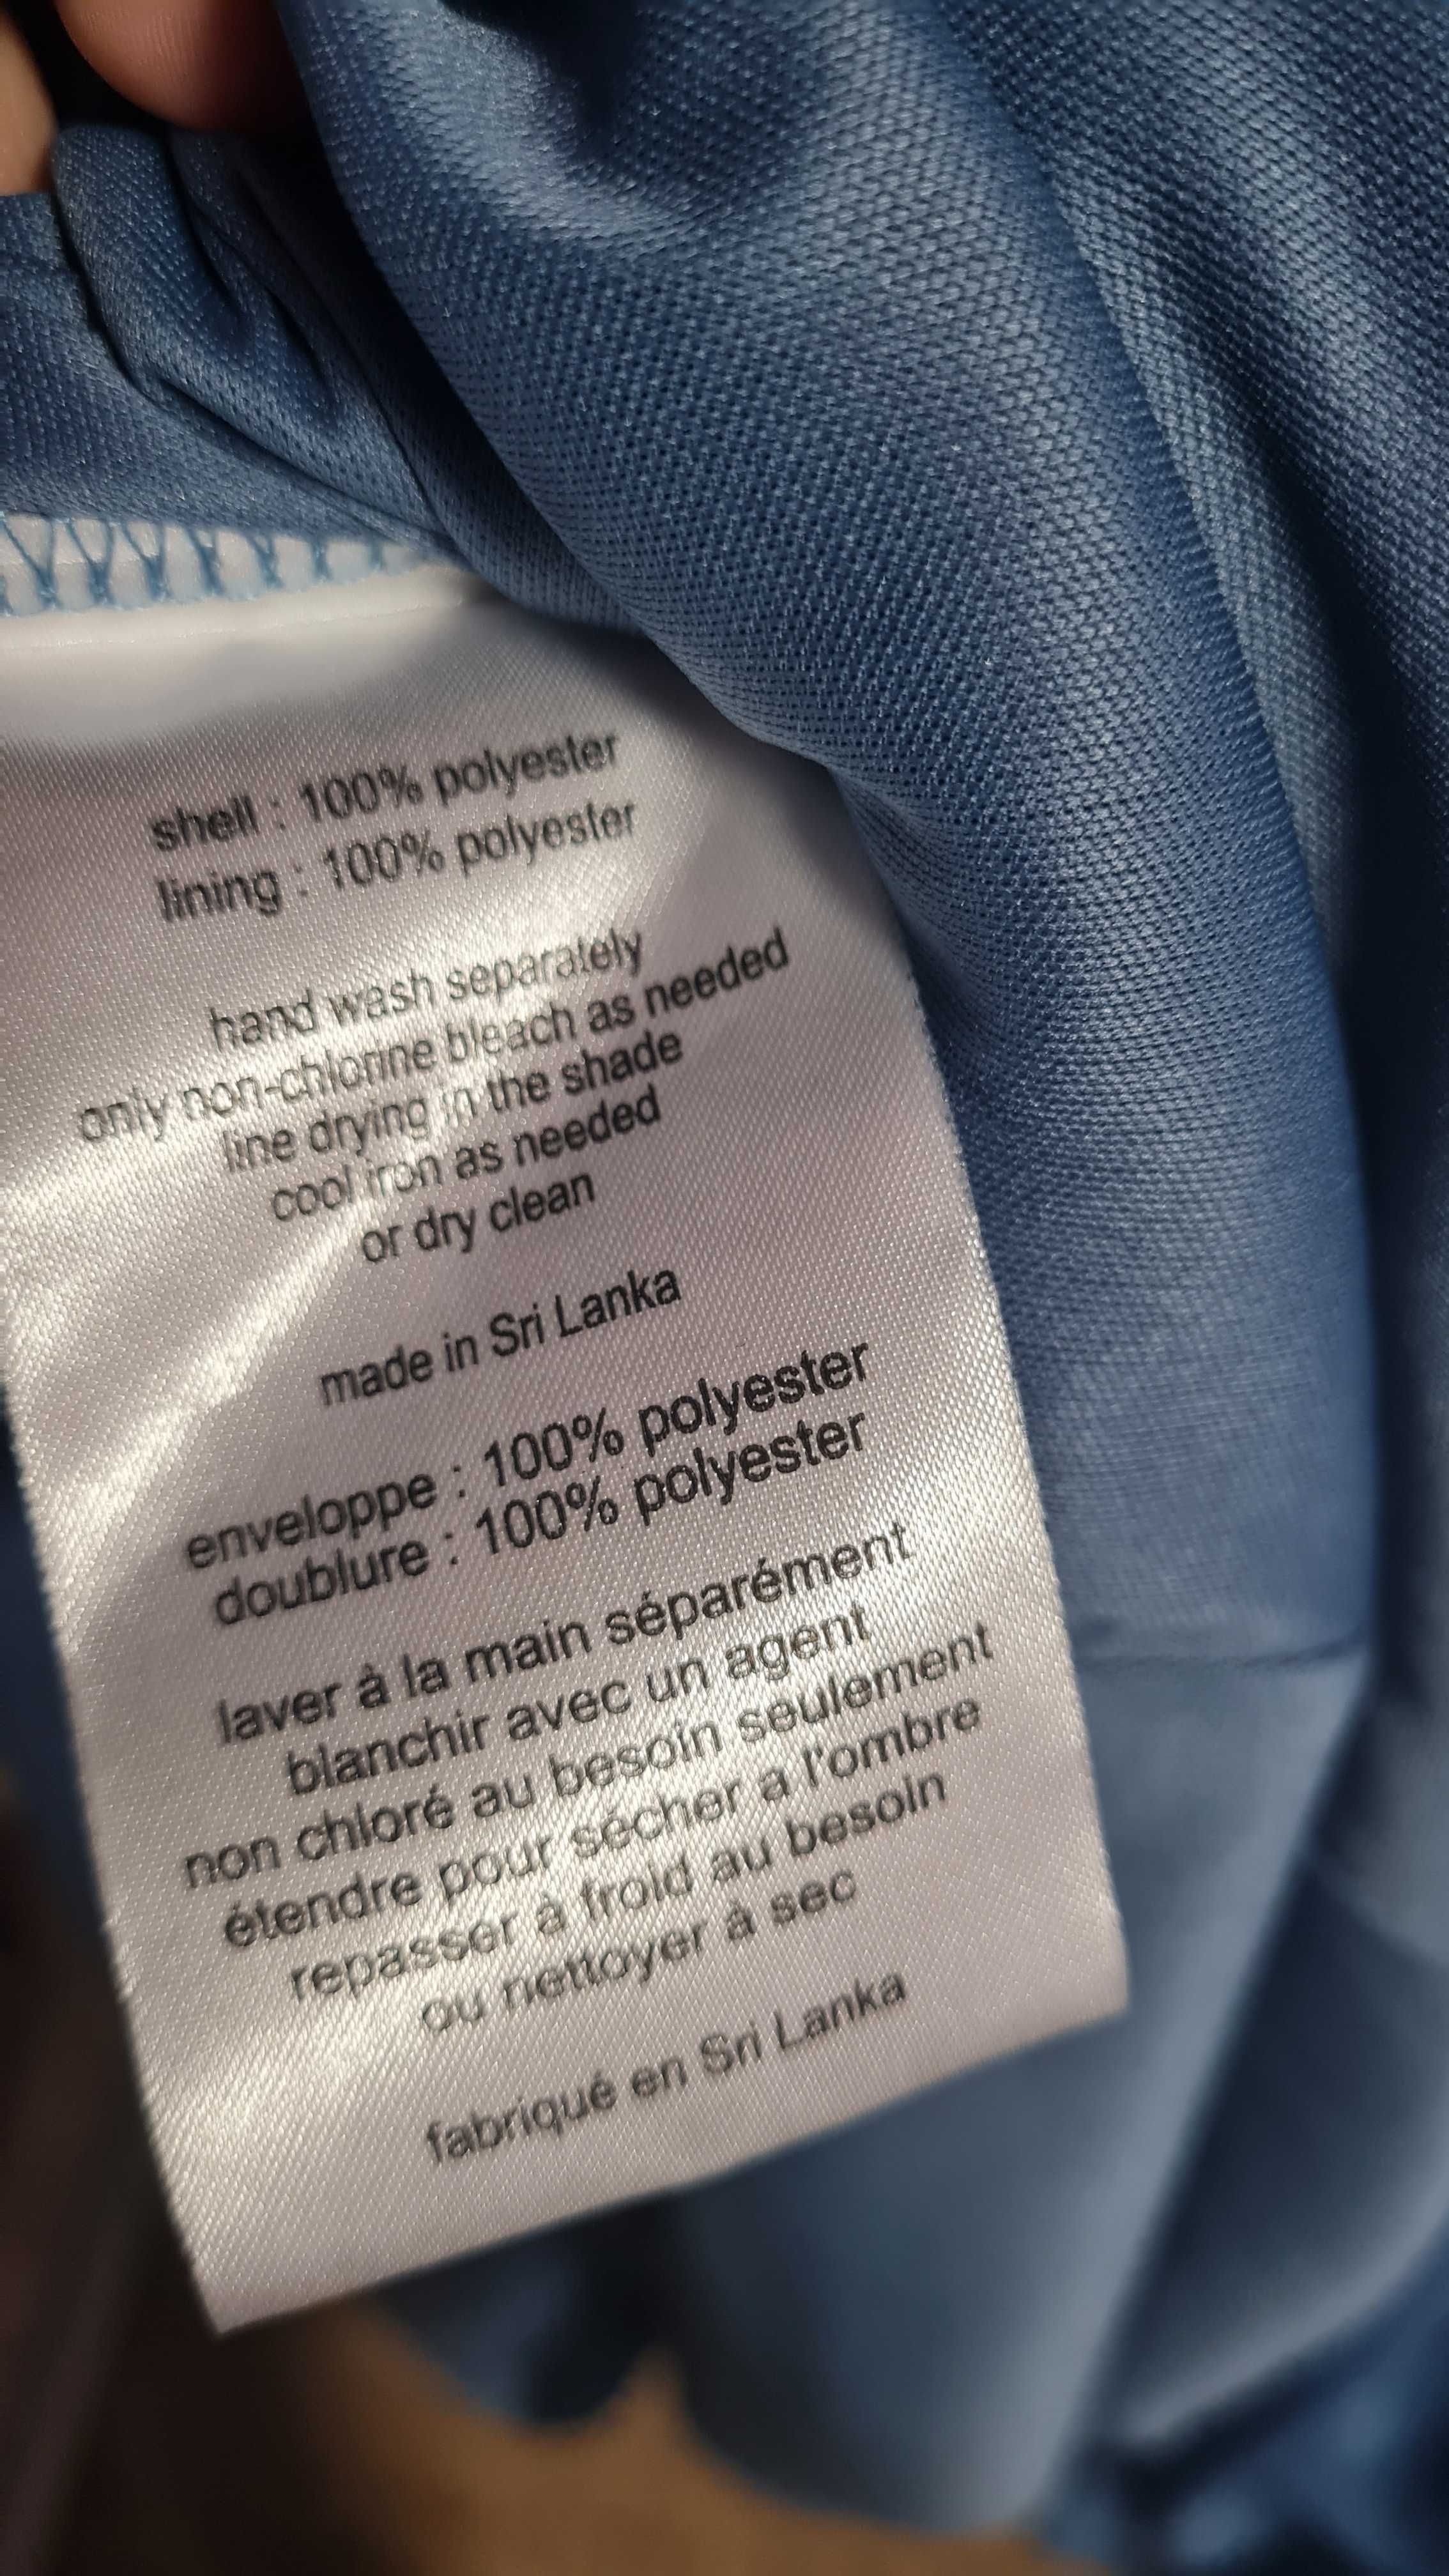 shell : 100% polyester
lining : 100% polyester
hand wash separately
only non-chlorine bleach as needed
line drying in the shade
cool iron as needed
or dry clean
made in Sri Lanka
enveloppe : 100% polyester
doublure : 100% polyester
laver à la main séparément
blanchir avec un agent
non chloré au besoin seulement
étendre pour sécher a l'ombre
repasser à froid au besoin
ou nettoyer à sec
fabriqué en Sri Lanka